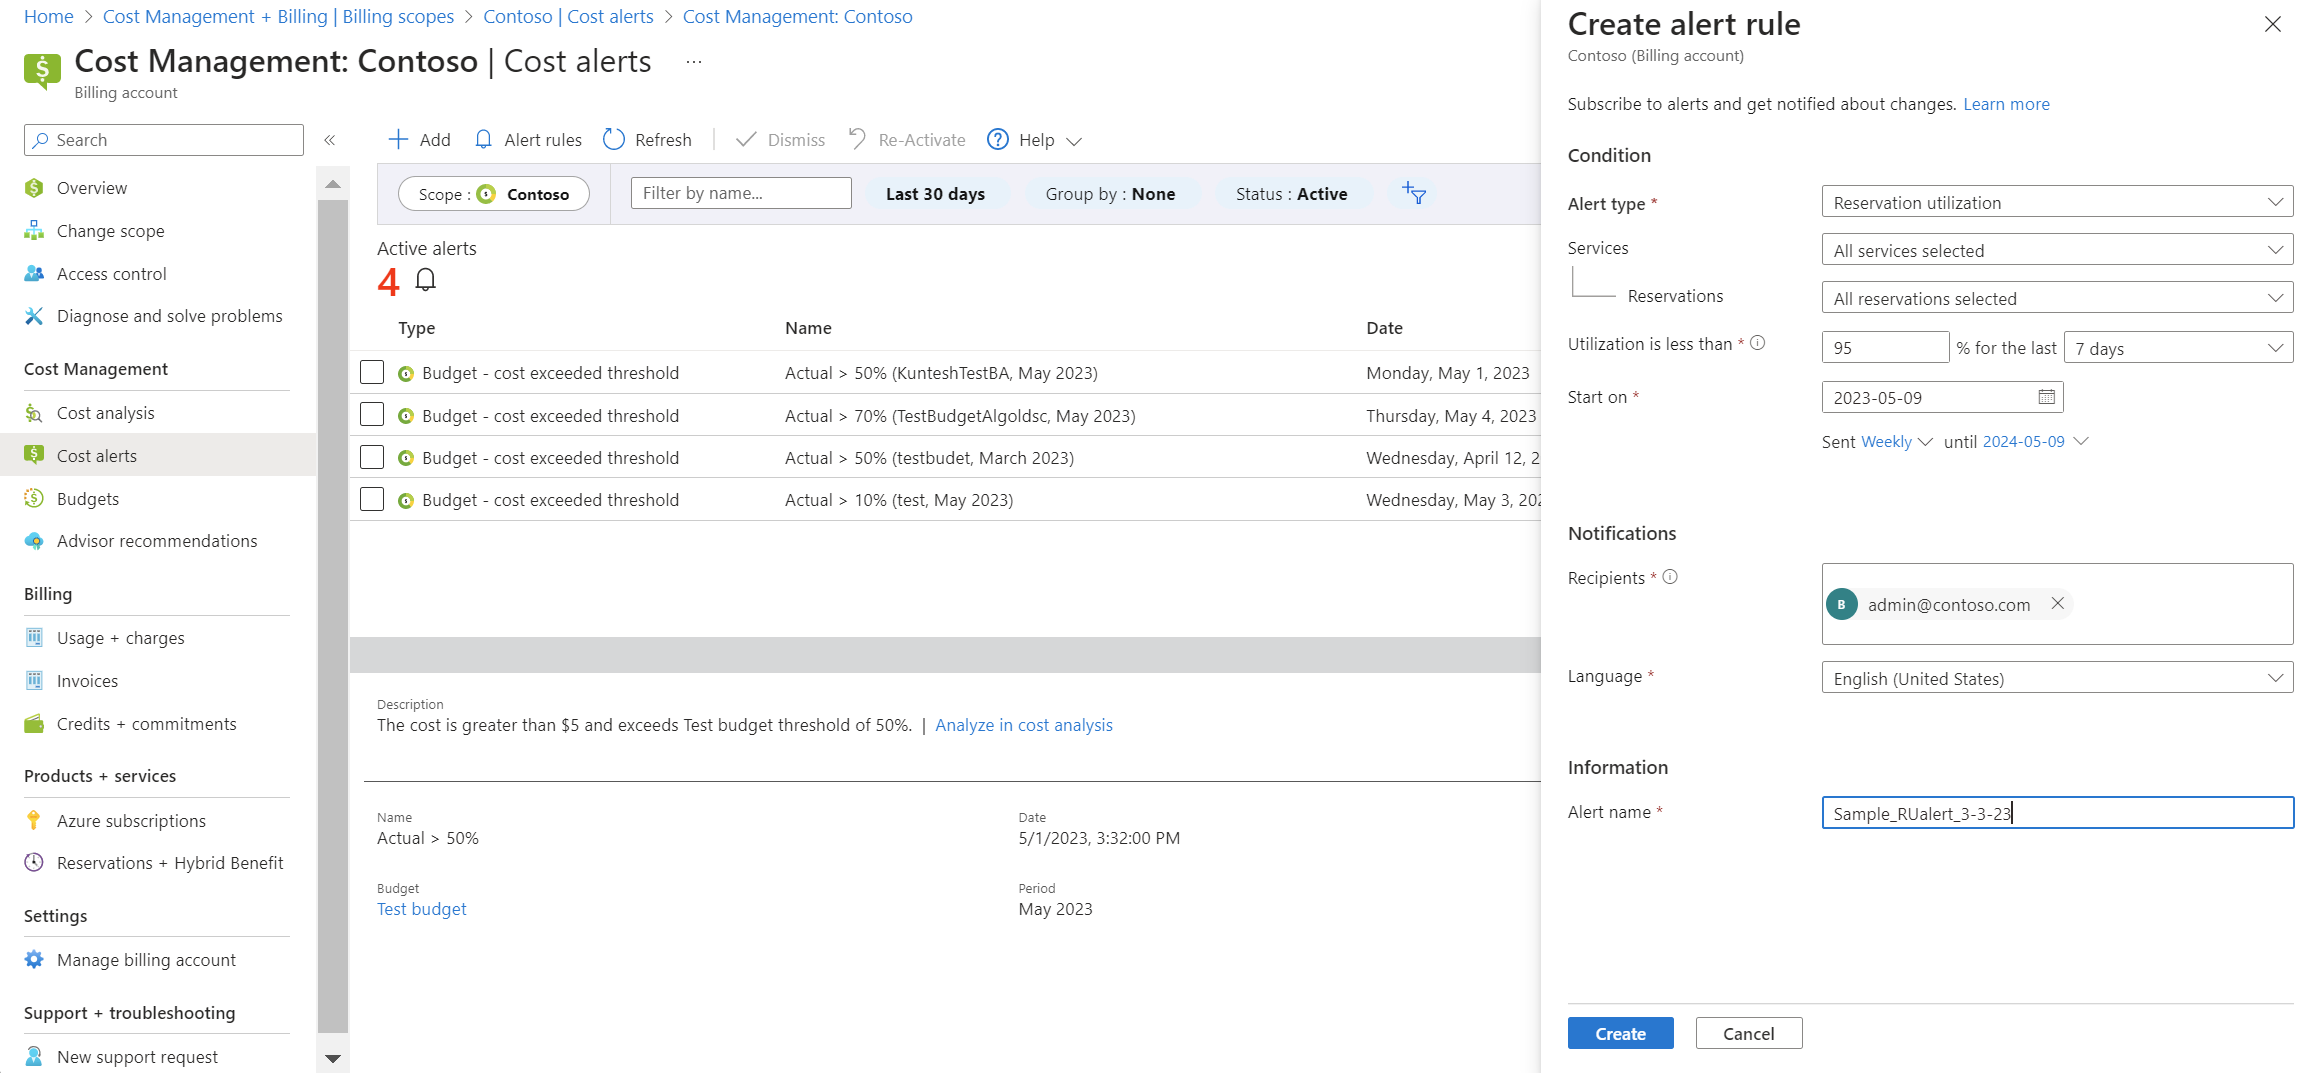 Home > Cost Management + Billing | Billing scopes > Contoso | Cost alerts > Cost Management: Contoso
Cost Management: Contoso | Cost alerts ...
Billing account
Search
«
Overview
Change scope
Access control
Diagnose and solve problems
Cost Management
Cost analysis
Cost alerts
Budgets
Advisor recommendations
Billing
Usage + charges
Invoices
Credits + commitments
Products + services
Azure subscriptions
Reservations + Hybrid Benefit
Settings
Manage billing account
Support + troubleshooting
New support request
Add Alert rules Refresh Dismiss Re-Activate Help
Scope : Contoso Filter by name... Last 30 days Group by : None Status : Active
Active alerts
4
Type Name Date
Budget - cost exceeded threshold Actual > 50% (KunteshTestBA, May 2023) Monday, May 1, 2023
Budget - cost exceeded threshold Actual > 70% (TestBudgetAlgoldsc, May 2023) Thursday, May 4, 2023
Budget - cost exceeded threshold Actual > 50% (testbudet, March 2023) Wednesday, April 12, 2
Budget - cost exceeded threshold Actual > 10% (test, May 2023) Wednesday, May 3, 202
Description
The cost is greater than $5 and exceeds Test budget threshold of 50%. | Analyze in cost analysis
Name Date
Actual > 50% 5/1/2023, 3:32:00 PM
Budget Period
Test budget May 2023
Create alert rule
Contoso (Billing account)
Subscribe to alerts and get notified about changes. Learn more
Condition
Alert type * Reservation utilization
Services All services selected
Reservations All reservations selected
Utilization is less than * 95 % for the last 7 days
Start on * 2023-05-09
Sent Weekly until 2024-05-09
Notifications
Recipients * B admin@contoso.com
Language * English (United States)
Information
Alert name * Sample_RUalert_3-3-23
Create Cancel